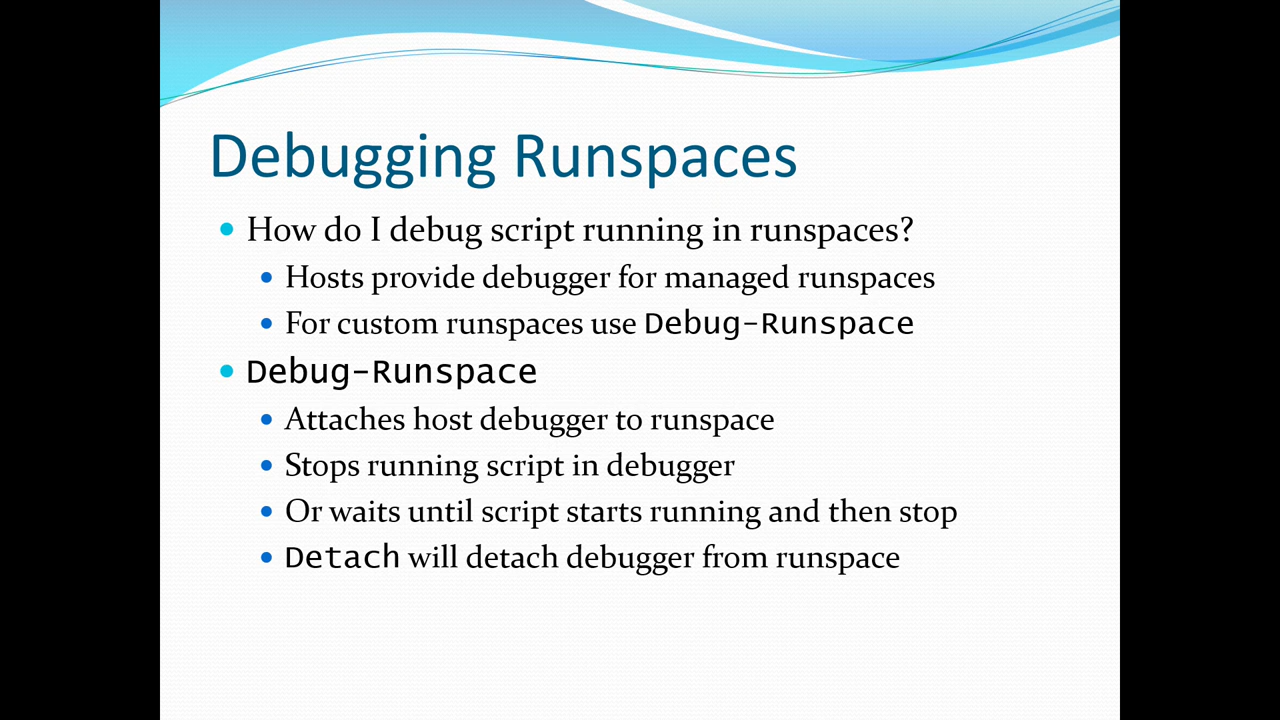 Debugging Runspaces
How do I debug script running in runspaces?
Hosts provide debugger for managed runspaces
For custom runspaces use Debug-Runspace
Debug-Runspace
Attaches host debugger to runspace
Stops running script in debugger
Or waits until script starts running and then stop
Detach will detach debugger from runspace